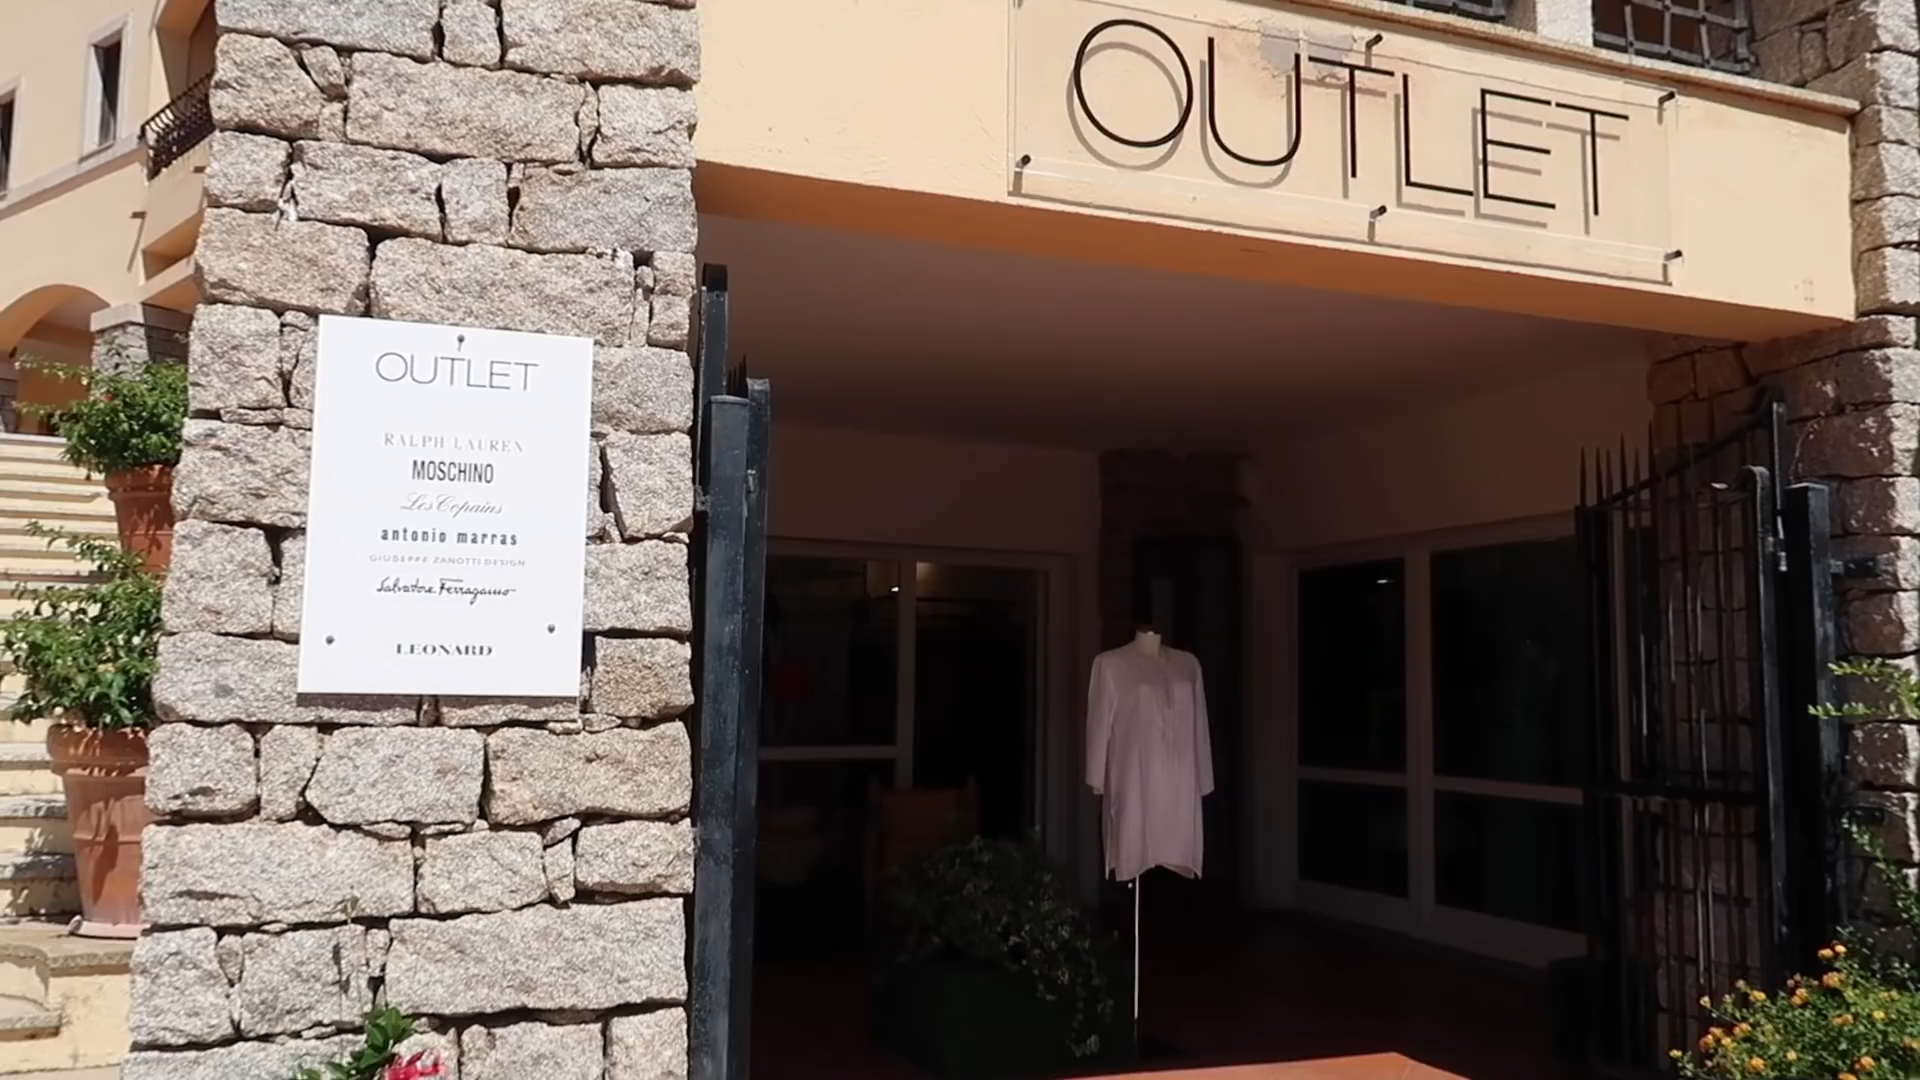 OUTLET
OUTLET
RALPH LAUREN
MOSCHINO
Les Copains
antonio marras
GIUSEPPE ZANOTTI DESIGN
Salvatore Ferragamo
LEONARD